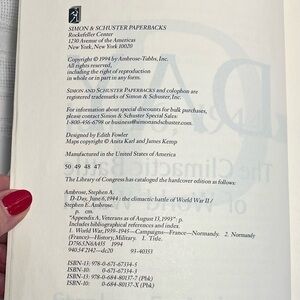 SIMON & SCHUSTER PAPERBACKS
Rockefeller Center
1230 Avenue of the Americas
New York, New York 10020
Copyright © 1994 by Ambrose-Tubbs, Inc.
All rights reserved,
including the right of reproduction
in whole or in part in any form.
SIMON AND SCHUSTER PAPERBACKS and colophon are
registered trademarks of Simon & Schuster, Inc.
For information about special discounts for bulk purchases,
please contact Simon & Schuster Special Sales:
1-800-456-6798 or business@simonandschuster.com
Designed by Edith Fowler
Maps copyright © Anita Karl and James Kemp
Manufactured in the United States of America
50 49 48 47
The Library of Congress has cataloged the hardcover edition as follows:
Ambrose, Stephen A.
D-Day, June 6, 1944 : the climactic battle of World War II /
Stephen E. Ambrose.
p. cm.
"Appendix A, Veterans as of August 13, 1993".
Includes bibliographical references and index.
1. World War, 1939-1945—Campaigns—France—Normandy. 2. Normandy
(France)—History, Military. I. Title.
D756.5.N6A455 1994
940.54'2142—dc20 93-40353
ISBN-13: 978-0-671-67334-5
ISBN-10: 0-671-67334-3
ISBN-13: 978-0-684-80137-7 (Pbk)
ISBN-10: 0-684-80137-X (Pbk)